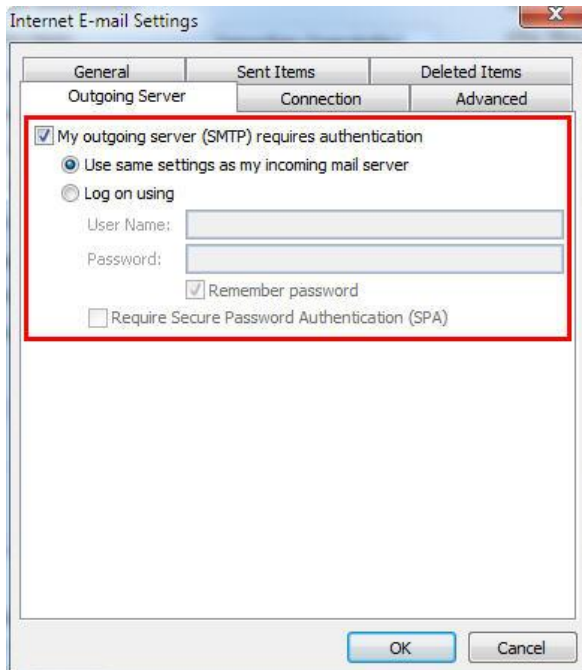 Internet E-mail Settings
General Sent Items Deleted Items
Outgoing Server Connection Advanced
My outgoing server (SMTP) requires authentication
Use same settings as my incoming mail server
Log on using
User Name:
Password:
Remember password
Require Secure Password Authentication (SPA)
OK Cancel